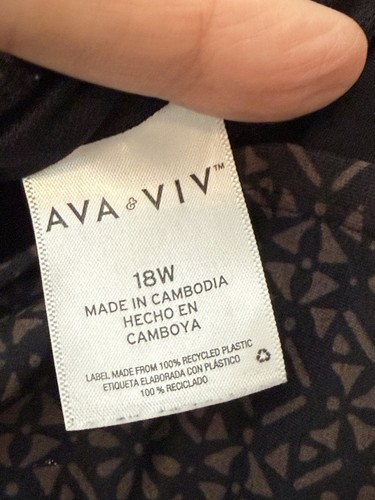 AVA & VIV™
18W
MADE IN CAMBODIA
HECHO EN
CAMBOYA
LABEL MADE FROM 100% RECYCLED PLASTIC
ETIQUETA ELABORADA CON PLÁSTICO
100 % RECICLADO